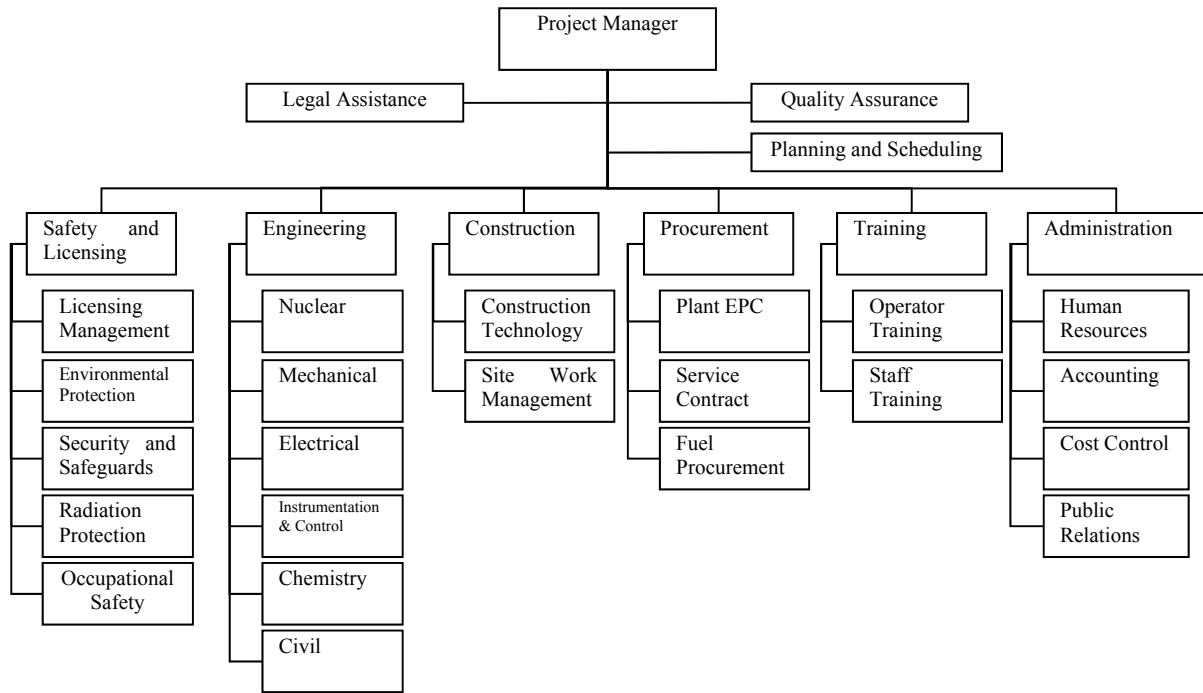 Project Manager
Legal Assistance
Quality Assurance
Planning and Scheduling
Safety and
Licensing
Licensing
Management
Environmental
Protection
Security and
Safeguards
Radiation
Protection
Occupational
Safety
Engineering
Nuclear
Mechanical
Electrical
Instrumentation
& Control
Chemistry
Civil
Construction
Construction
Technology
Site Work
Management
Procurement
Plant EPC
Service
Contract
Fuel
Procurement
Training
Operator
Training
Staff
Training
Administration
Human
Resources
Accounting
Cost Control
Public
Relations